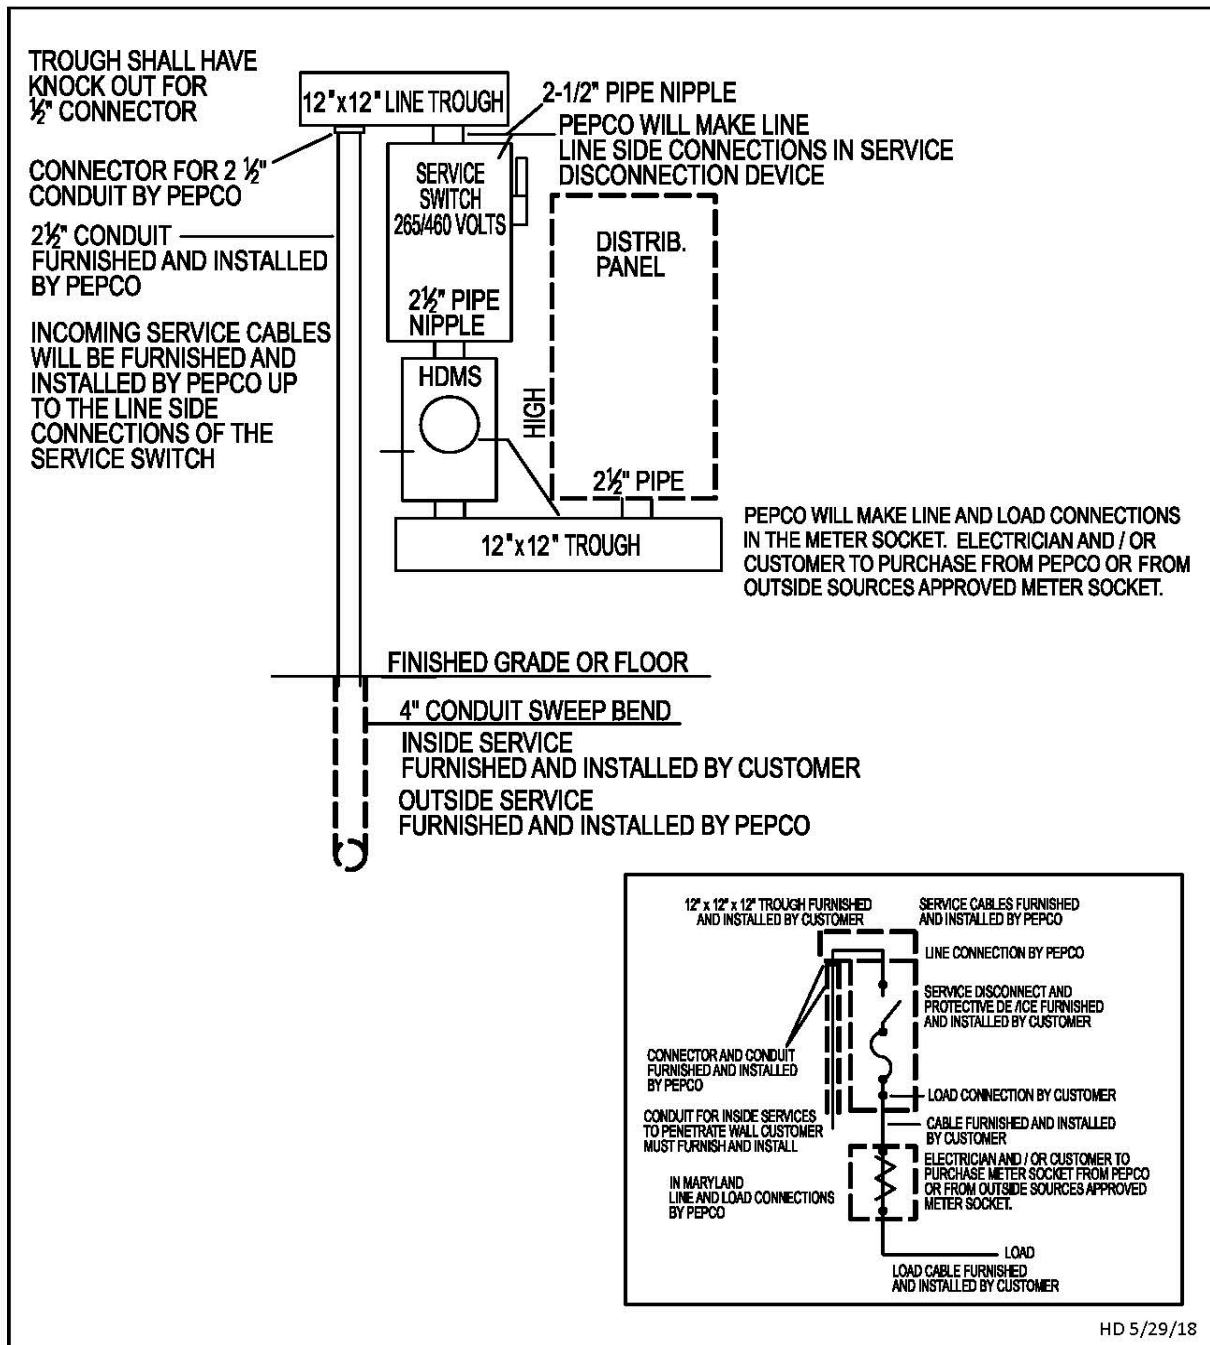 TROUGH SHALL HAVE
KNOCK OUT FOR
½" CONNECTOR
12"x12" LINE TROUGH
2-1/2" PIPE NIPPLE
PEPCO WILL MAKE LINE
LINE SIDE CONNECTIONS IN SERVICE
DISCONNECTION DEVICE
CONNECTOR FOR 2 ½"
CONDUIT BY PEPCO
SERVICE
SWITCH
265/460 VOLTS
2½" CONDUIT
FURNISHED AND INSTALLED
BY PEPCO
DISTRIB.
PANEL
2½" PIPE
NIPPLE
INCOMING SERVICE CABLES
WILL BE FURNISHED AND
INSTALLED BY PEPCO UP
TO THE LINE SIDE
CONNECTIONS OF THE
SERVICE SWITCH
HDMS
HIGH
2½" PIPE
12"x12" TROUGH
PEPCO WILL MAKE LINE AND LOAD CONNECTIONS
IN THE METER SOCKET. ELECTRICIAN AND / OR
CUSTOMER TO PURCHASE FROM PEPCO OR FROM
OUTSIDE SOURCES APPROVED METER SOCKET.
FINISHED GRADE OR FLOOR
4" CONDUIT SWEEP BEND
INSIDE SERVICE
FURNISHED AND INSTALLED BY CUSTOMER
OUTSIDE SERVICE
FURNISHED AND INSTALLED BY PEPCO
12" x 12" x 12" TROUGH FURNISHED
AND INSTALLED BY CUSTOMER
SERVICE CABLES FURNISHED
AND INSTALLED BY PEPCO
LINE CONNECTION BY PEPCO
SERVICE DISCONNECT AND
PROTECTIVE DE /ICE FURNISHED
AND INSTALLED BY CUSTOMER
CONNECTOR AND CONDUIT
FURNISHED AND INSTALLED
BY PEPCO
LOAD CONNECTION BY CUSTOMER
CONDUIT FOR INSIDE SERVICES
TO PENETRATE WALL CUSTOMER
MUST FURNISH AND INSTALL
CABLE FURNISHED AND INSTALLED
BY CUSTOMER
ELECTRICIAN AND / OR CUSTOMER TO
PURCHASE METER SOCKET FROM PEPCO
OR FROM OUTSIDE SOURCES APPROVED
METER SOCKET.
IN MARYLAND
LINE AND LOAD CONNECTIONS
BY PEPCO
LOAD
LOAD CABLE FURNISHED
AND INSTALLED BY CUSTOMER
HD 5/29/18